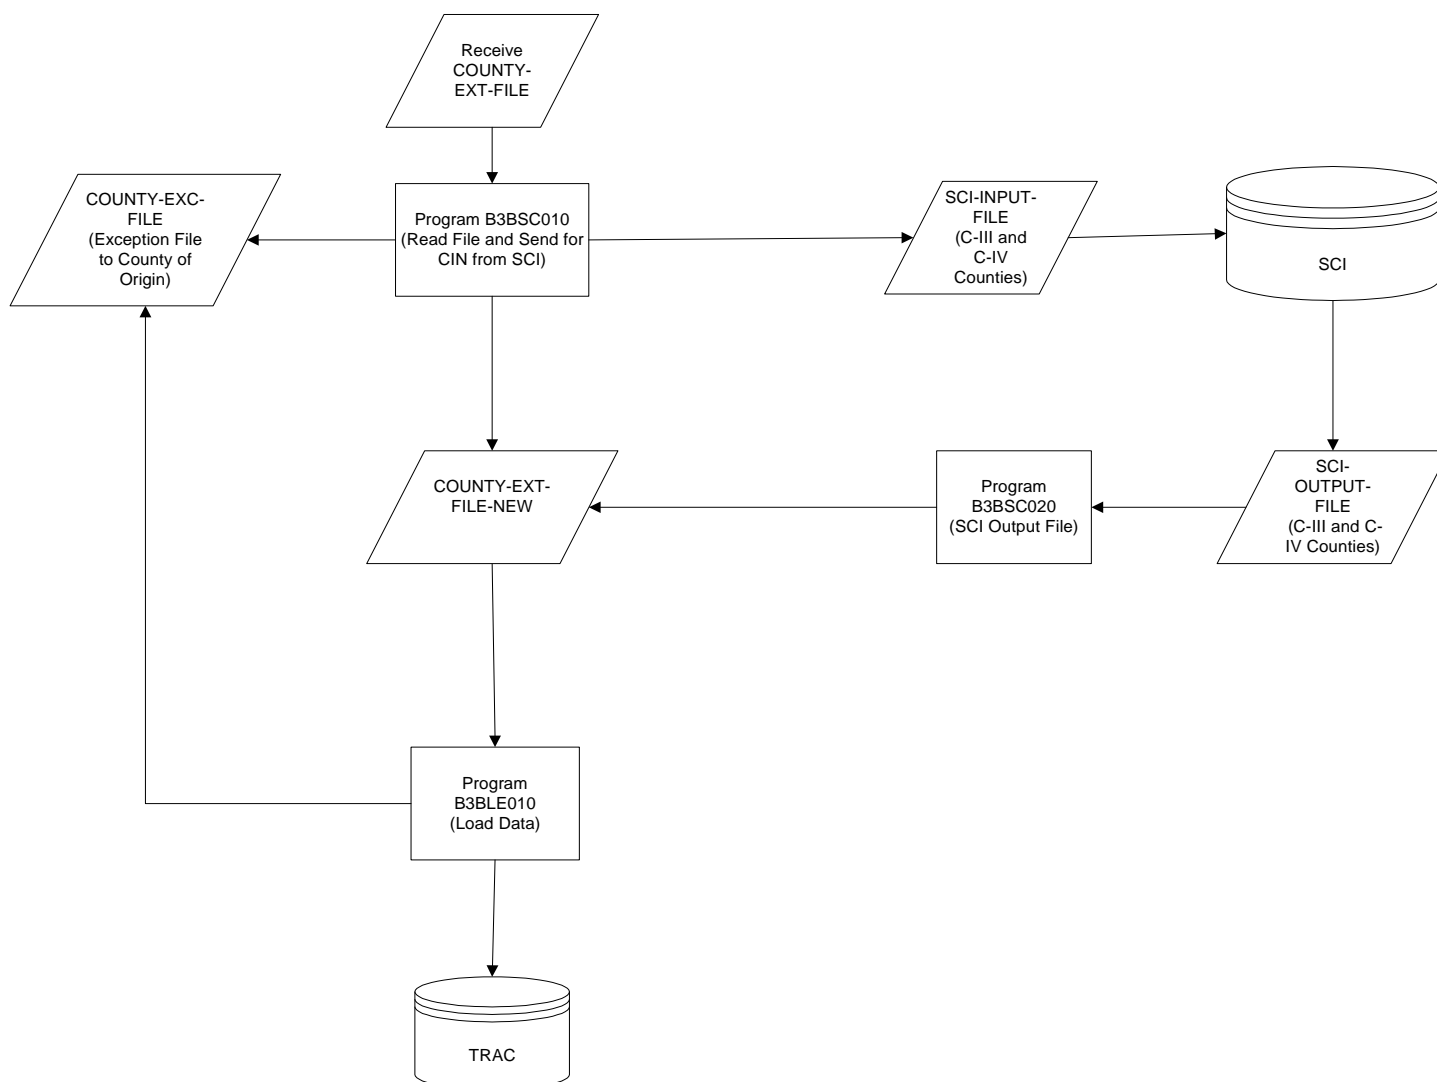 Receive
COUNTY-
EXT-FILE
COUNTY-EXC-
FILE
(Exception File
to County of
Origin)
Program B3BSC010
(Read File and Send for
CIN from SCI)
SCI-INPUT-
FILE
(C-III and
C-IV
Counties)
SCI
COUNTY-EXT-
FILE-NEW
Program
B3BSC020
(SCI Output File)
SCI-
OUTPUT-
FILE
(C-III and C-
IV Counties)
Program
B3BLE010
(Load Data)
TRAC